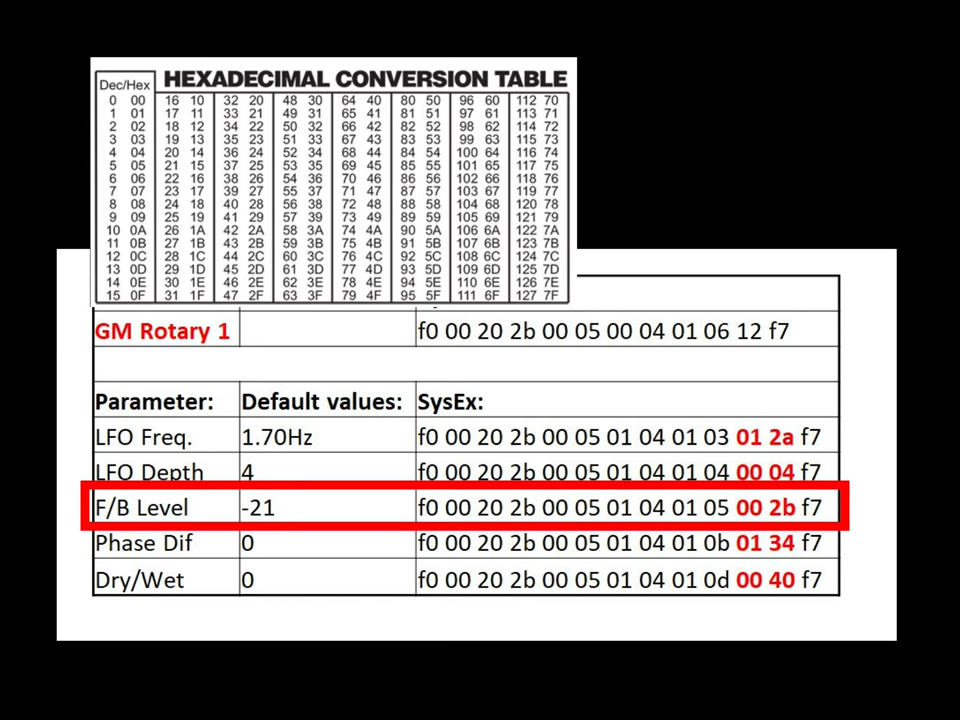 Dec/Hex HEXADECIMAL CONVERSION TABLE
0 00 16 10 32 20 48 30 64 40 80 50 96 60 112 70
1 01 17 11 33 21 49 31 65 41 81 51 97 61 113 71
2 02 18 12 34 22 50 32 66 42 82 52 98 62 114 72
3 03 19 13 35 23 51 33 67 43 83 53 99 63 115 73
4 04 20 14 36 24 52 34 68 44 84 54 100 64 116 74
5 05 21 15 37 25 53 35 69 45 85 55 101 65 117 75
6 06 22 16 38 26 54 36 70 46 86 56 102 66 118 76
7 07 23 17 39 27 55 37 71 47 87 57 103 67 119 77
8 08 24 18 40 28 56 38 72 48 88 58 104 68 120 78
9 09 25 19 41 29 57 39 73 49 89 59 105 69 121 79
10 0A 26 1A 42 2A 58 3A 74 4A 90 5A 106 6A 122 7A
11 0B 27 1B 43 2B 59 3B 75 4B 91 5B 107 6B 123 7B
12 0C 28 1C 44 2C 60 3C 76 4C 92 5C 108 6C 124 7C
13 0D 29 1D 45 2D 61 3D 77 4D 93 5D 109 6D 125 7D
14 0E 30 1E 46 2E 62 3E 78 4E 94 5E 110 6E 126 7E
15 0F 31 1F 47 2F 63 3F 79 4F 95 5F 111 6F 127 7F
GM Rotary 1 f0 00 20 2b 00 05 00 04 01 06 12 f7
Parameter: Default values: SysEx:
LFO Freq. 1.70Hz f0 00 20 2b 00 05 01 04 01 03 01 2a f7
LFO Depth 4 f0 00 20 2b 00 05 01 04 01 04 00 04 f7
F/B Level -21 f0 00 20 2b 00 05 01 04 01 05 00 2b f7
Phase Dif 0 f0 00 20 2b 00 05 01 04 01 0b 01 34 f7
Dry/Wet 0 f0 00 20 2b 00 05 01 04 01 0d 00 40 f7